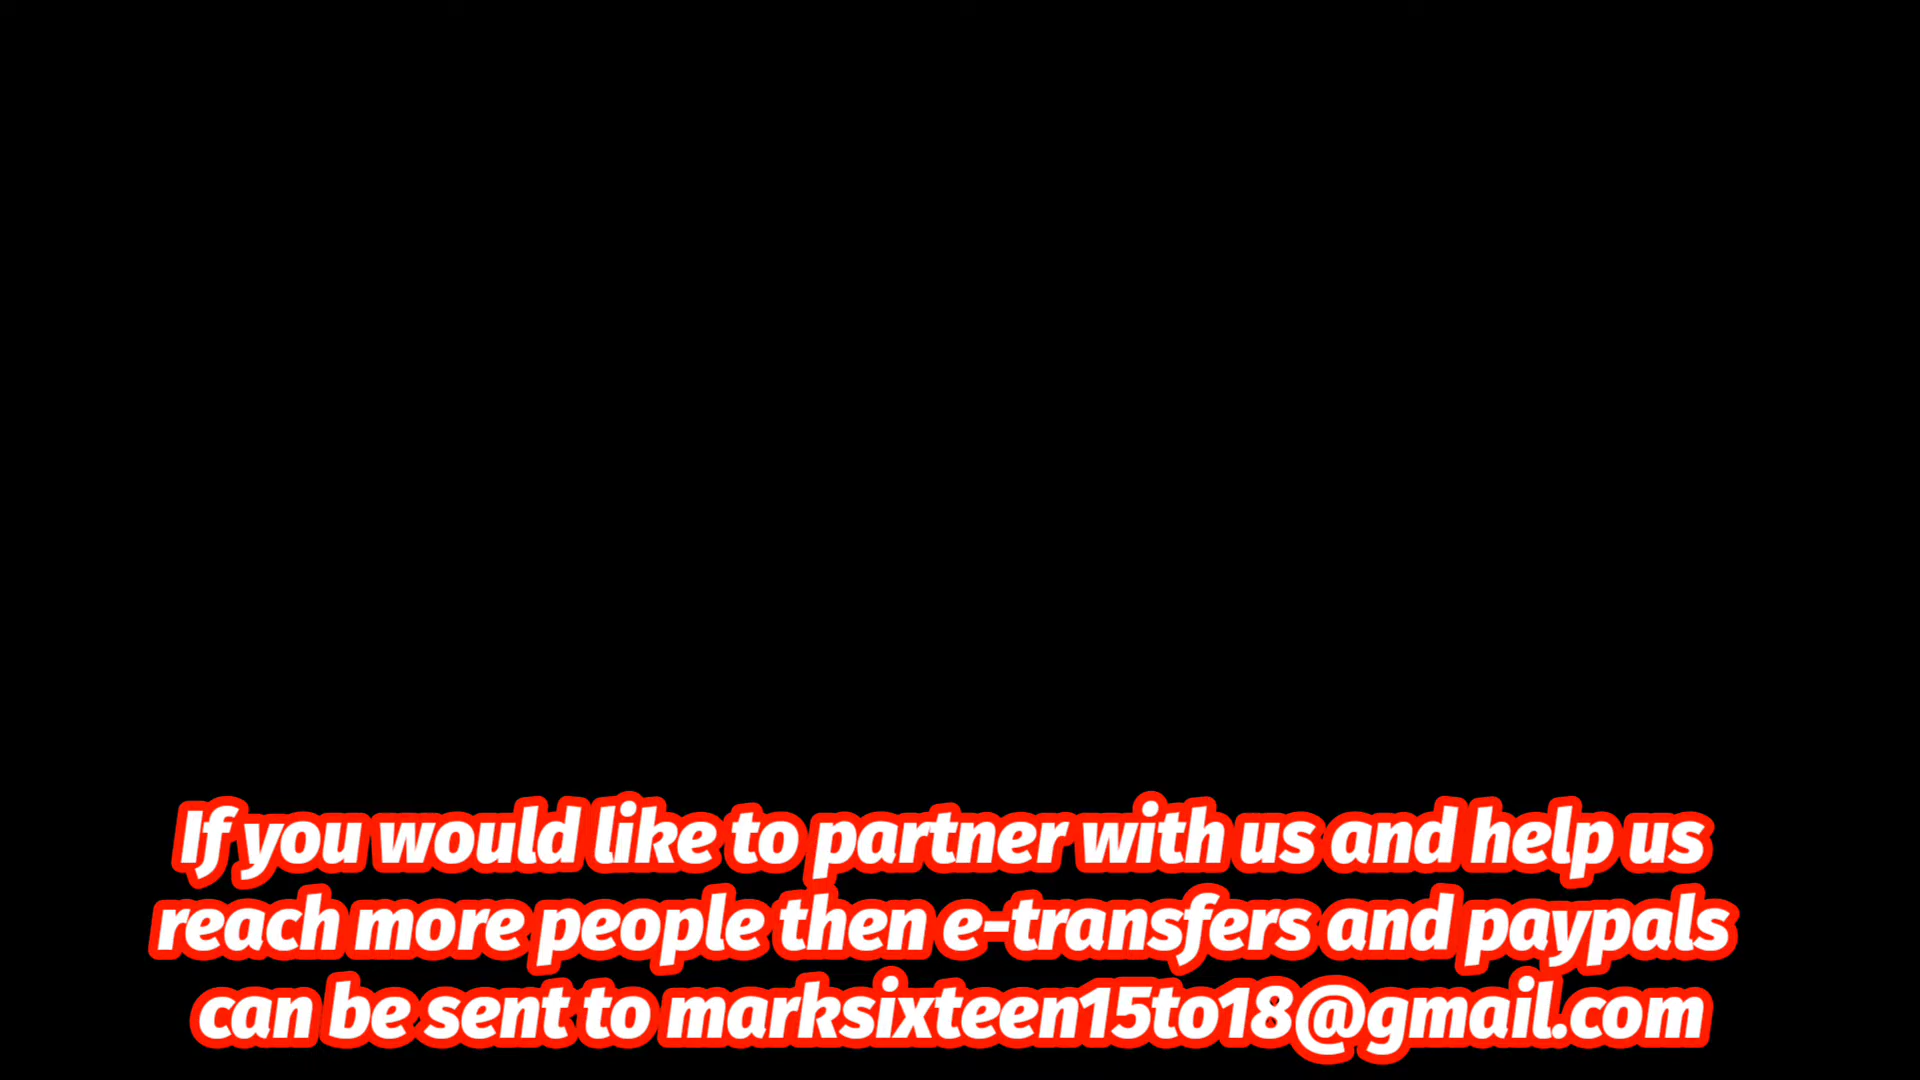 If you would like to partner with us and help us
reach more people then e-transfers and paypals
can be sent to marksixteen15to18@gmail.com